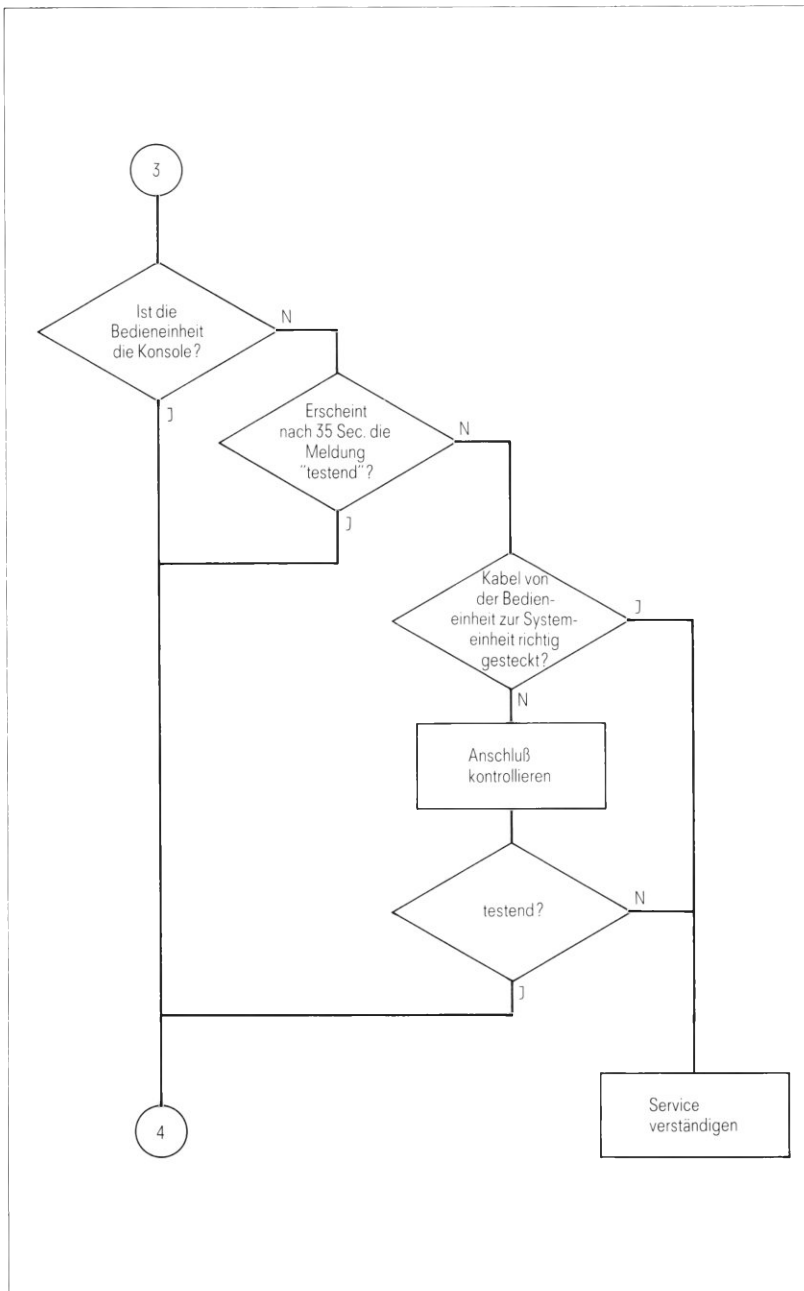 3
Ist die
Bedieneinheit
die Konsole?
N
J
Erscheint
nach 35 Sec. die
Meldung
"testend"?
N
J
Kabel von
der Bedien-
einheit zur System-
einheit richtig
gesteckt?
J
N
Anschluß
kontrollieren
testend?
N
J
Service
verständigen
4